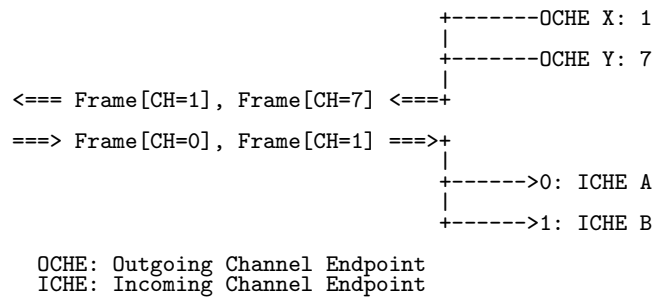 +-------OCHE X: 1
|
+-------OCHE Y: 7
|
<=== Frame[CH=1], Frame[CH=7] <===+
===> Frame[CH=0], Frame[CH=1] ===>+
|
+------>0: ICHE A
|
+------>1: ICHE B
OCHE: Outgoing Channel Endpoint
ICHE: Incoming Channel Endpoint